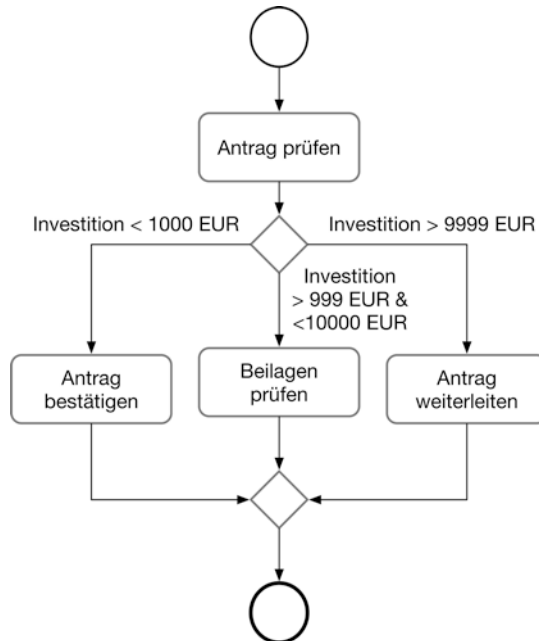 Antrag prüfen
Investition < 1000 EUR
Investition > 9999 EUR
Investition
> 999 EUR &
<10000 EUR
Antrag
bestätigen
Beilagen
prüfen
Antrag
weiterleiten